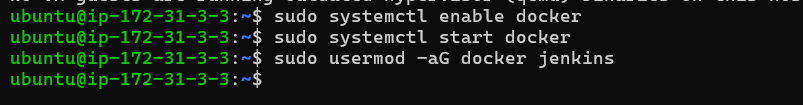 ubuntu@ip-172-31-3-3:~$ sudo systemctl enable docker
ubuntu@ip-172-31-3-3:~$ sudo systemctl start docker
ubuntu@ip-172-31-3-3:~$ sudo usermod -aG docker jenkins
ubuntu@ip-172-31-3-3:~$